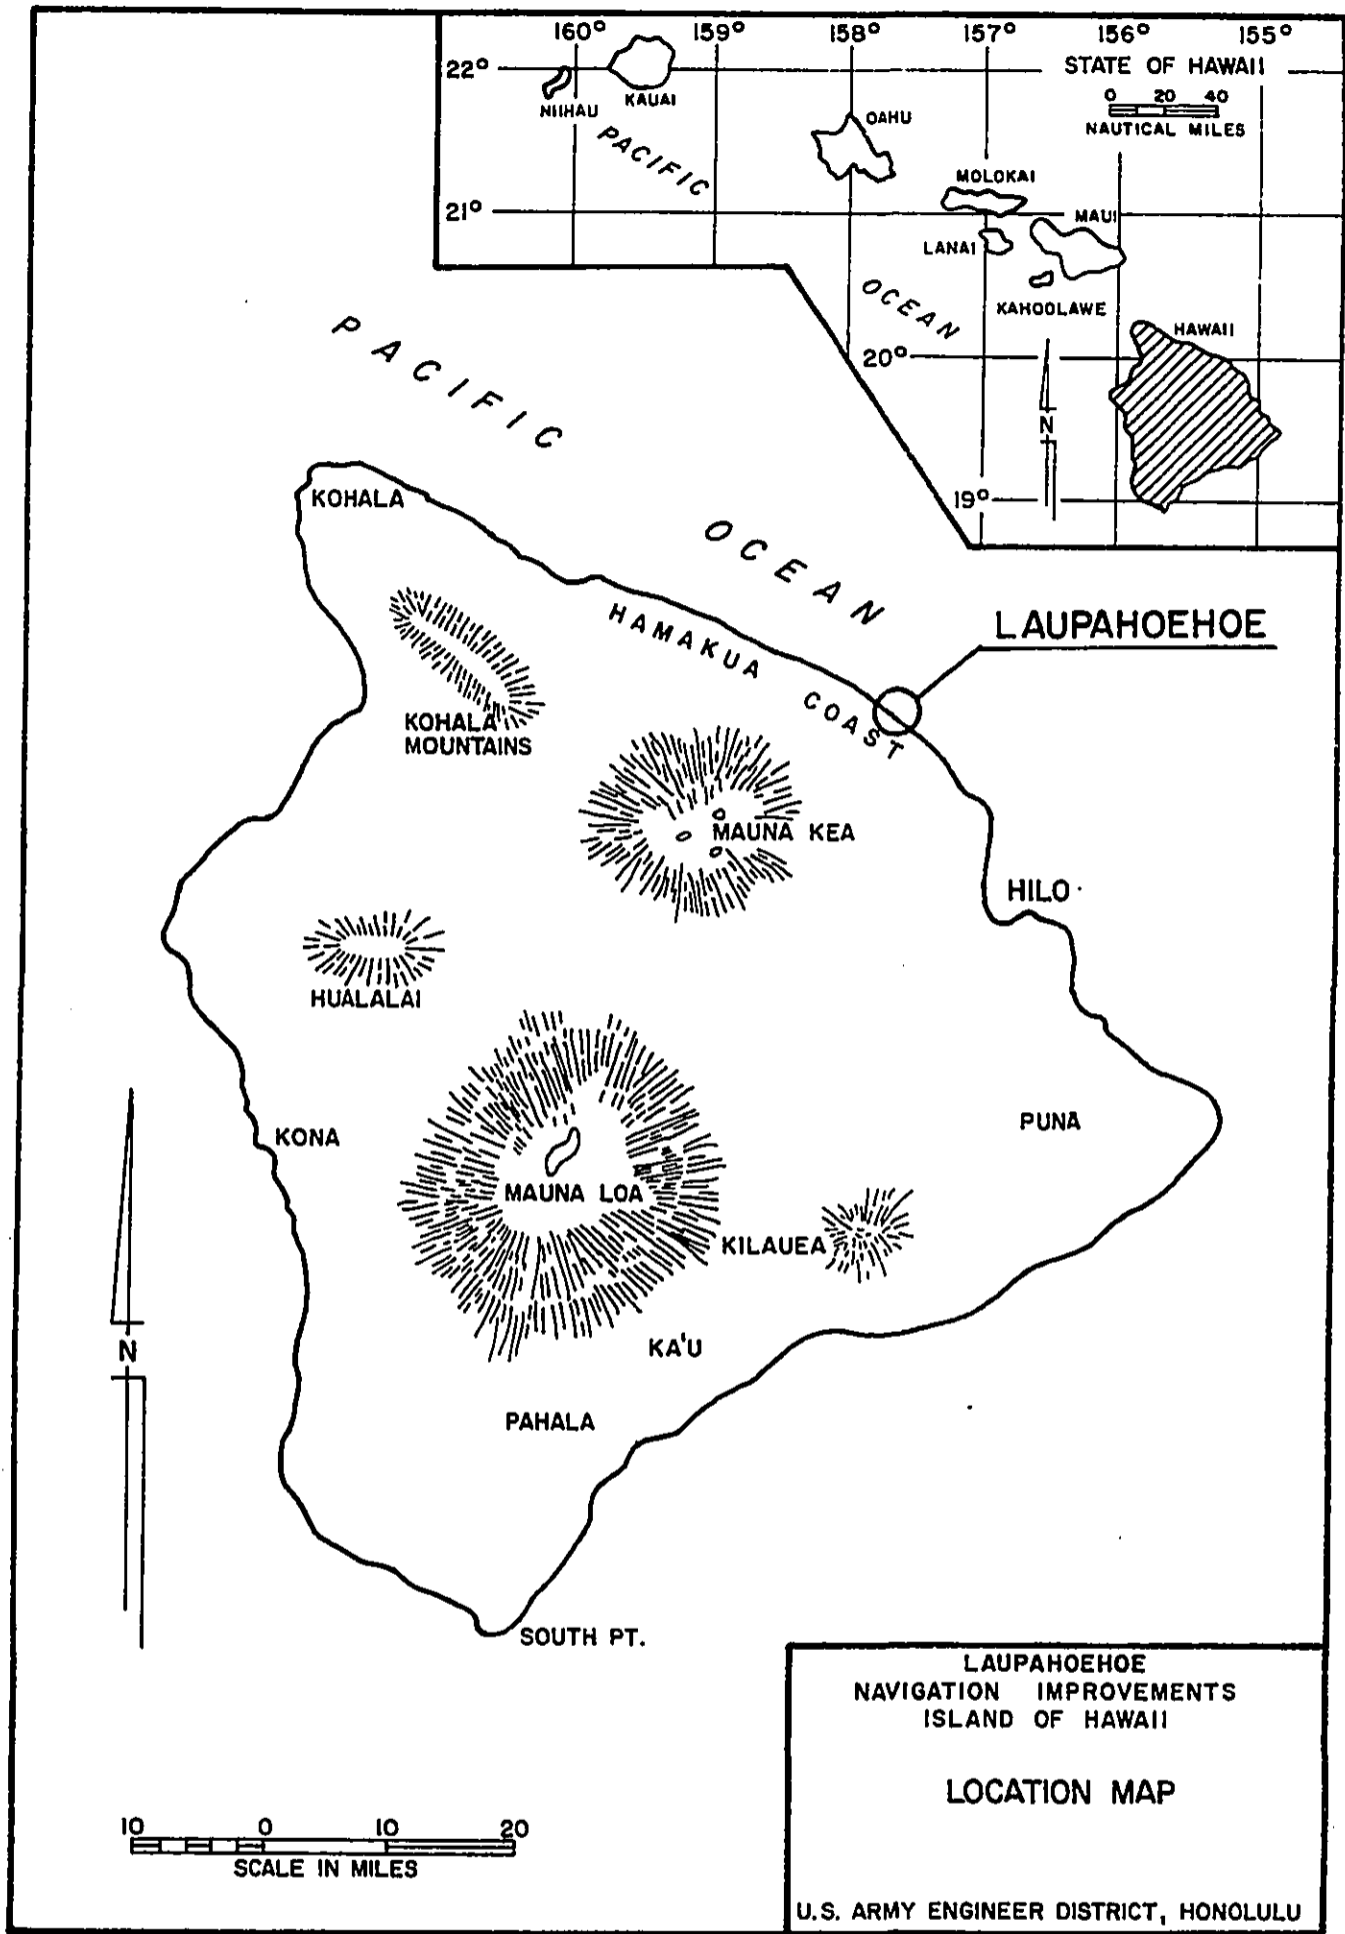 160° 159° 158° 157° 156° 155°
22°
STATE OF HAWAII
0 20 40
NAUTICAL MILES
NIIHAU
KAUAI
OAHU
PACIFIC
MOLOKAI
21°
MAUI
LANAI
OCEAN
KAHOOLAWE
HAWAII
20°
N
19°
PACIFIC
OCEAN
KOHALA
HAMAKUA COAST
LAUPAHOEHOE
KOHALA
MOUNTAINS
MAUNA KEA
HILO
HUALALAI
KONA
PUNA
MAUNA LOA
KILAUEA
N
KA'U
PAHALA
SOUTH PT.
LAUPAHOEHOE
NAVIGATION IMPROVEMENTS
ISLAND OF HAWAII
LOCATION MAP
10 0 10 20
SCALE IN MILES
U.S. ARMY ENGINEER DISTRICT, HONOLULU